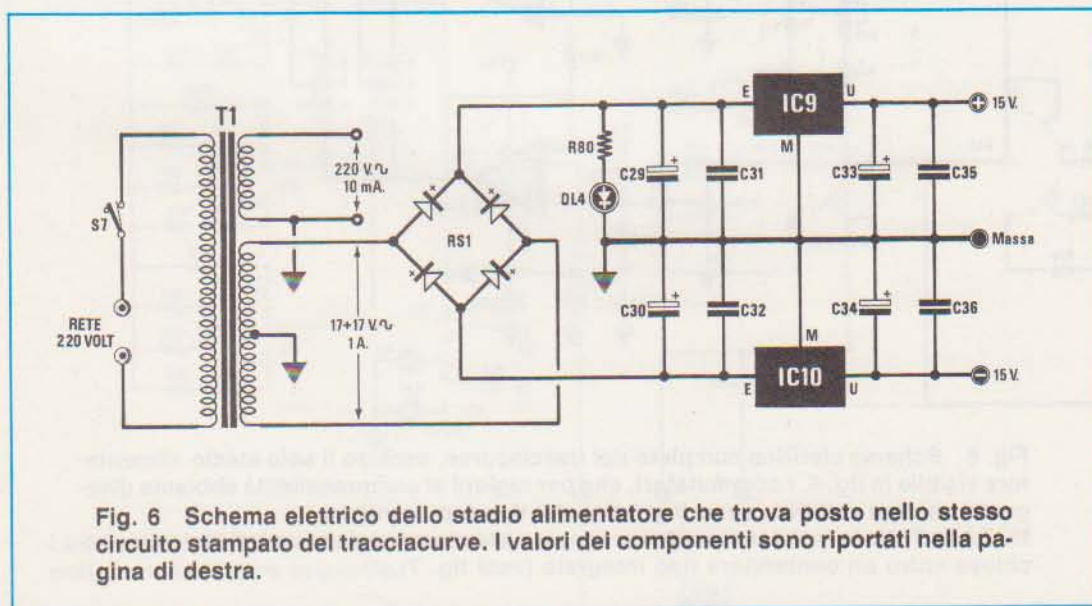 T1
S7
RETE
220 VOLT
220 V.∿
10 mA.
17+17 V.∿
1 A.
RS1
R80
DL4
C29
+
C31
C30
+
C32
E
IC9
U
M
C33
+
C35
C34
+
C36
M
E
IC10
U
+ 15 V.
Massa
- 15 V.
Fig. 6 Schema elettrico dello stadio alimentatore che trova posto nello stesso
circuito stampato del tracciacurve. I valori dei componenti sono riportati nella pa-
gina di destra.